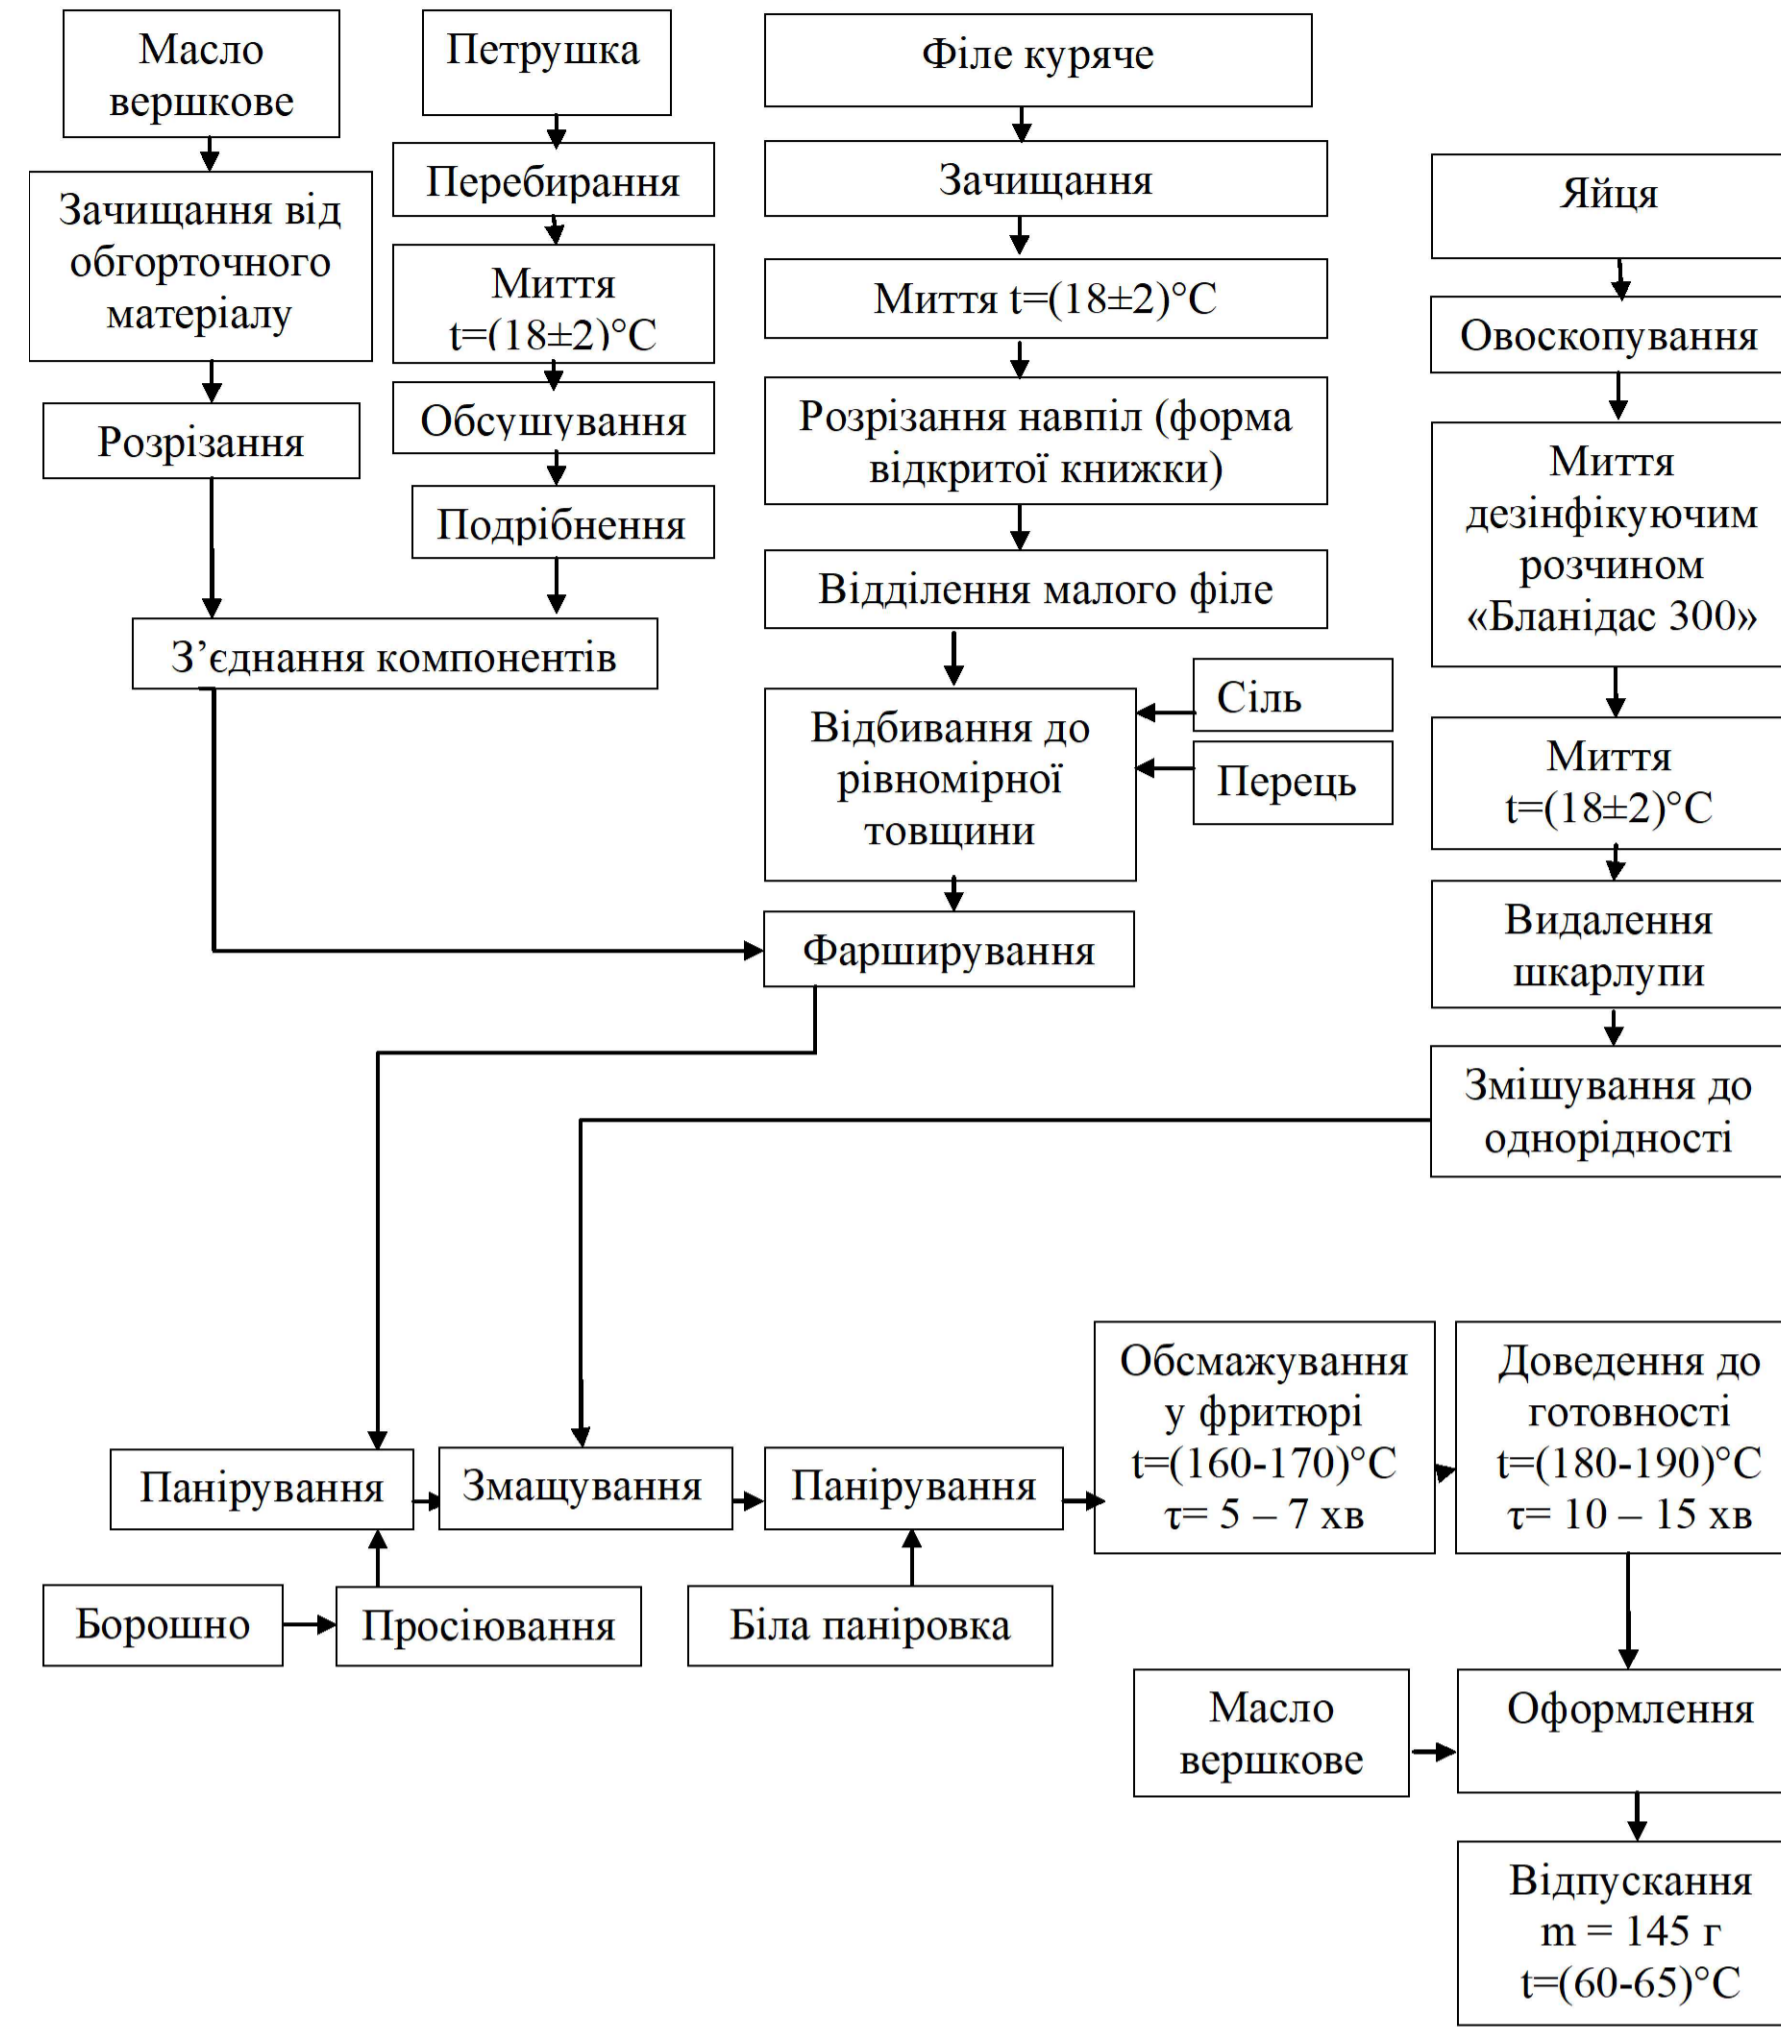 Масло
вершкове
Зачищання від
обгорточного
матеріалу
Розрізання
Петрушка
Перебирання
Миття
t=(18±2)°C
Обсушування
Подрібнення
З’єднання компонентів
Філе куряче
Зачищання
Миття t=(18±2)°C
Розрізання навпіл (форма
відкритої книжки)
Відділення малого філе
Відбивання до
рівномірної
товщини
Сіль
Перець
Фарширування
Яйця
Овоскопування
Миття
дезінфікуючим
розчином
«Бланідас 300»
Миття
t=(18±2)°C
Видалення
шкарлупи
Змішування до
однорідності
Панірування
Змащування
Панірування
Обсмажування
у фритюрі
t=(160-170)°C
τ= 5 – 7 хв
Доведення до
готовності
t=(180-190)°C
τ= 10 – 15 хв
Борошно
Просіювання
Біла паніровка
Масло
вершкове
Оформлення
Відпускання
m = 145 г
t=(60-65)°C